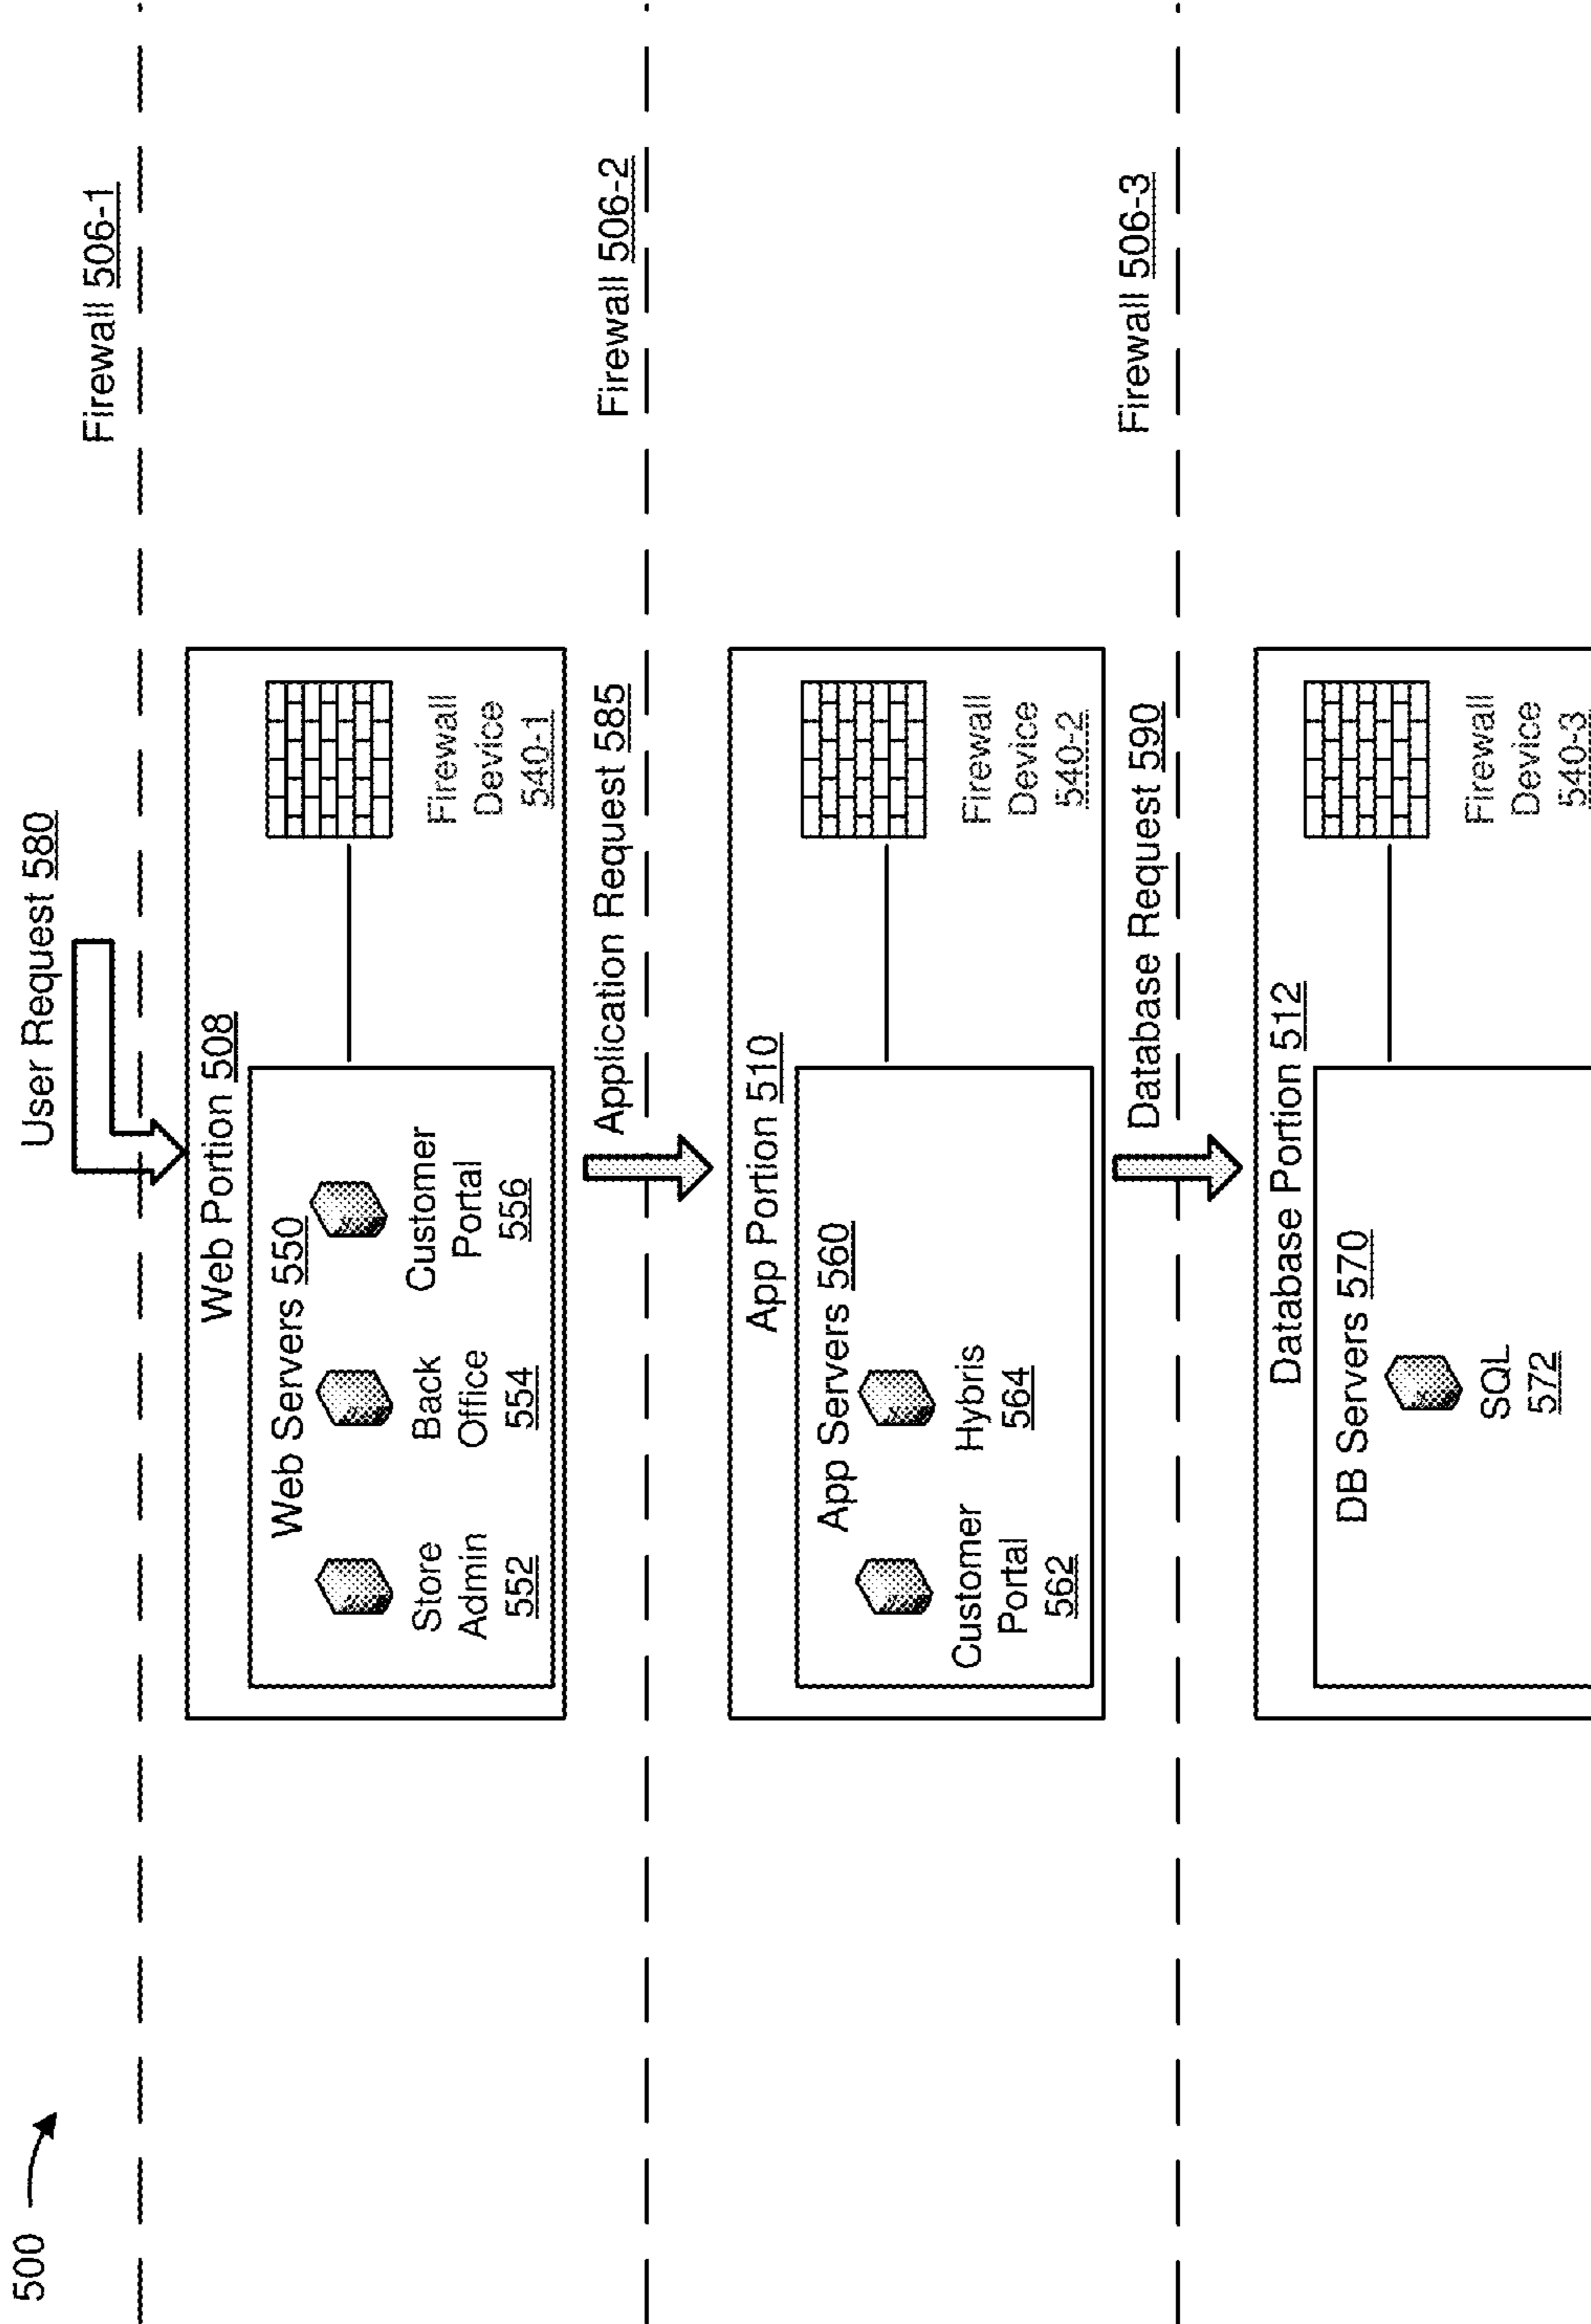 500
User Request 580
Firewall 506-1
Web Portion 508
Web Servers 550
Store
Admin
552
Back
Office
554
Customer
Portal
556
Firewall
Device
540-1
Application Request 585
Firewall 506-2
App Portion 510
App Servers 560
Customer
Portal
562
Hybris
564
Firewall
Device
540-2
Database Request 590
Firewall 506-3
Database Portion 512
DB Servers 570
SQL
572
Firewall
Device
540-3